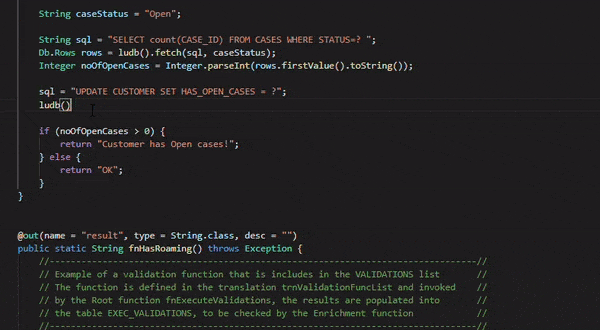 String caseStatus = "Open";
String sql = "SELECT count(CASE_ID) FROM CASES WHERE STATUS=? ";
Db.Rows rows = ludb().fetch(sql, caseStatus);
Integer noOfOpenCases = Integer.parseInt(rows.firstValue().toString());
sql = "UPDATE CUSTOMER SET HAS_OPEN_CASES = ?";
ludb()
if (noOfOpenCases > 0) {
return "Customer has Open cases!";
} else {
return "OK";
}
}
@out(name = "result", type = String.class, desc = "")
public static String fnHasRoaming() throws Exception {
//-------------------------------------------------------------------------//
// Example of a validation function that is includes in the VALIDATIONS list //
// The function is defined in the translation trnValidationFuncList and invoked //
// by the Root function fnExecuteValidations, the results are populated into //
// the table EXEC_VALIDATIONS, to be checked by the Enrichment function //
//-------------------------------------------------------------------------//